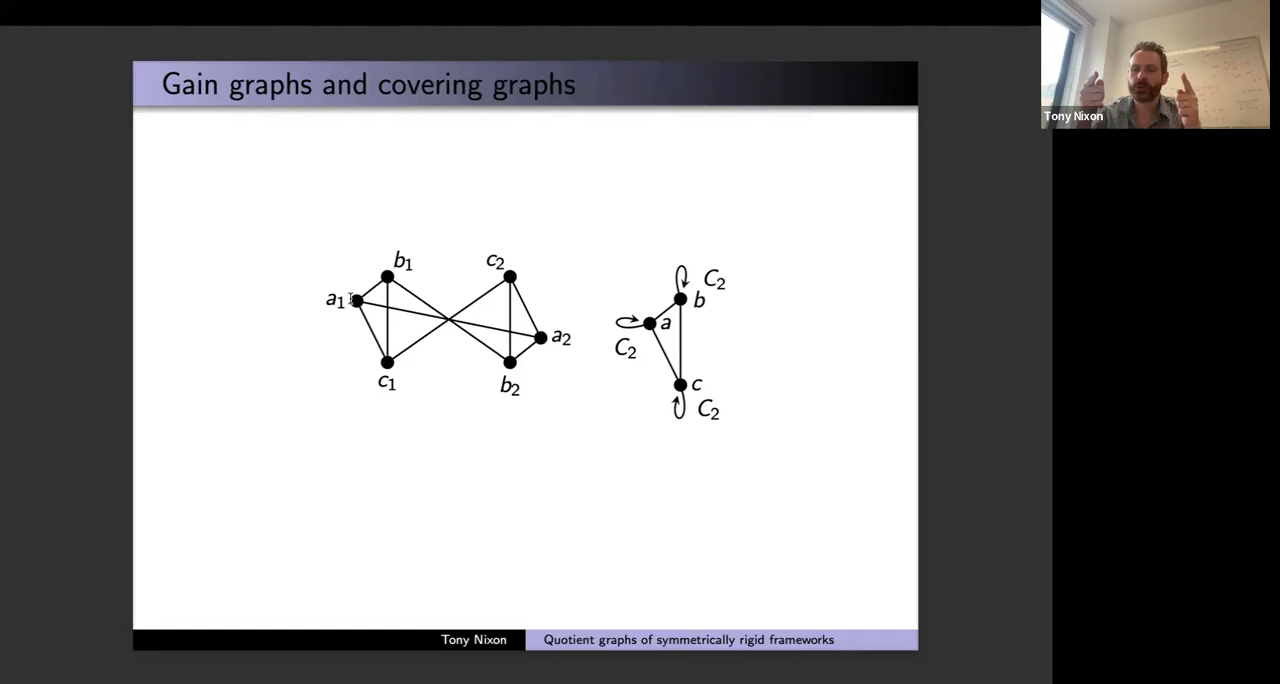 Gain graphs and covering graphs
Tony Nixon
b₁
c₂
a₁
a₂
c₁
b₂
C₂
b
a
C₂
c
C₂
Tony Nixon
Quotient graphs of symmetrically rigid frameworks